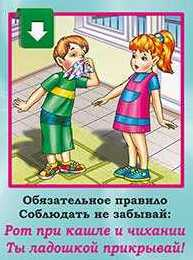 Обязательное правило
Соблюдать не забывай:
Рот при кашле и чихании
Ты ладошкой прикрывай!